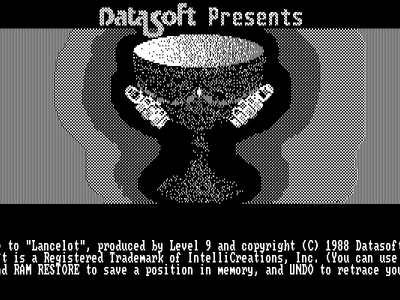 Datasoft Presents
to "Lancelot", produced by Level 9 and copyright (C) 1988 Datasoft
't is a Registered Trademark of IntelliCreations, Inc. (You can use
d RAM RESTORE to save a position in memory, and UNDO to retrace you